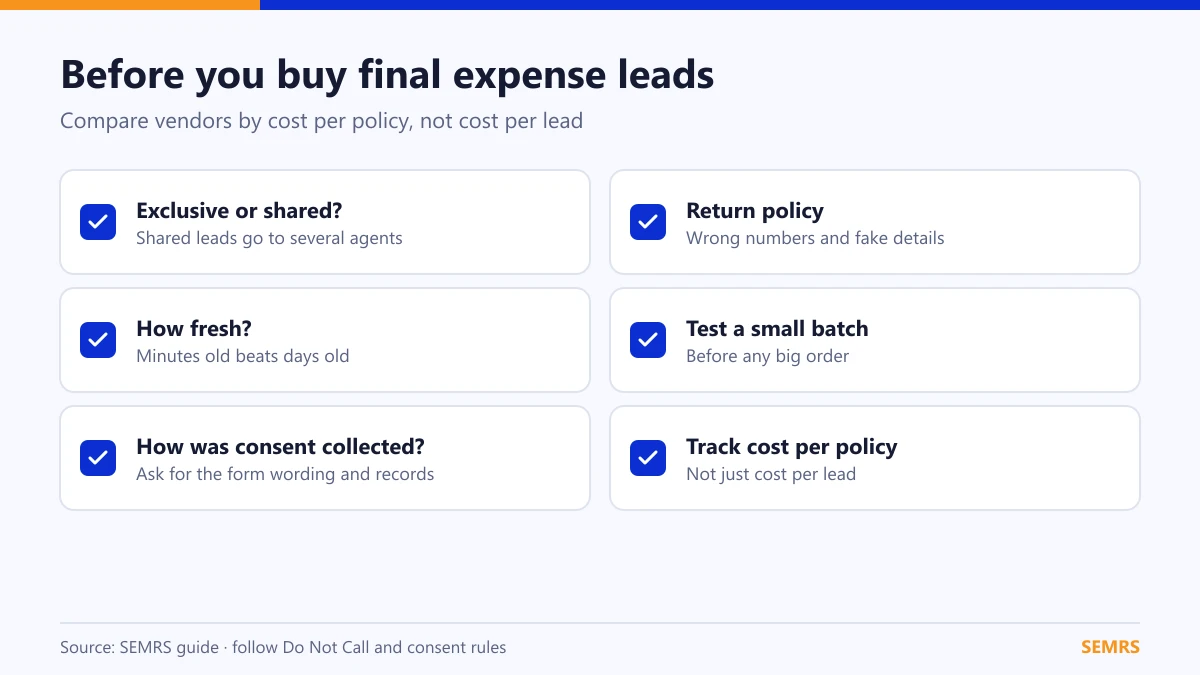 Before you buy final expense leads
Compare vendors by cost per policy, not cost per lead
Exclusive or shared?
Shared leads go to several agents
Return policy
Wrong numbers and fake details
How fresh?
Minutes old beats days old
Test a small batch
Before any big order
How was consent collected?
Ask for the form wording and records
Track cost per policy
Not just cost per lead
Source: SEMRS guide · follow Do Not Call and consent rules
SEMRS